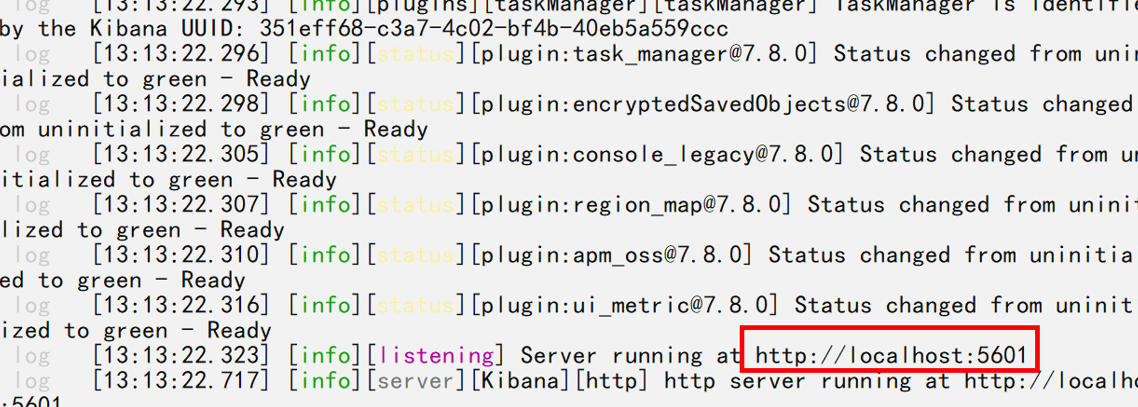 log [13:13:22.293] [info][plugins][taskManager][taskManager] TaskManager is identifie
by the Kibana UUID: 351eff68-c3a7-4c02-bf4b-40eb5a559ccc
log [13:13:22.296] [info][status][plugin:task_manager@7.8.0] Status changed from unin
ialized to green - Ready
log [13:13:22.298] [info][status][plugin:encryptedSavedObjects@7.8.0] Status changed
om uninitialized to green - Ready
log [13:13:22.305] [info][status][plugin:console_legacy@7.8.0] Status changed from un
itialized to green - Ready
log [13:13:22.307] [info][status][plugin:region_map@7.8.0] Status changed from uninit
lized to green - Ready
log [13:13:22.310] [info][status][plugin:apm_oss@7.8.0] Status changed from uninitia
ed to green - Ready
log [13:13:22.316] [info][status][plugin:ui_metric@7.8.0] Status changed from uninit
ized to green - Ready
log [13:13:22.323] [info][listening] Server running at http://localhost:5601
log [13:13:22.717] [info][server][Kibana][http] http server running at http://localho
:5601